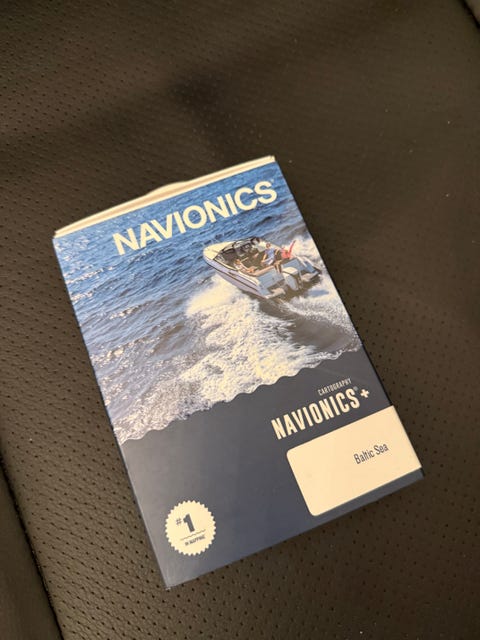 NAVIONICS®
CARTOGRAPHY
NAVIONICS®+
Baltic Sea
#1
IN MAPPING